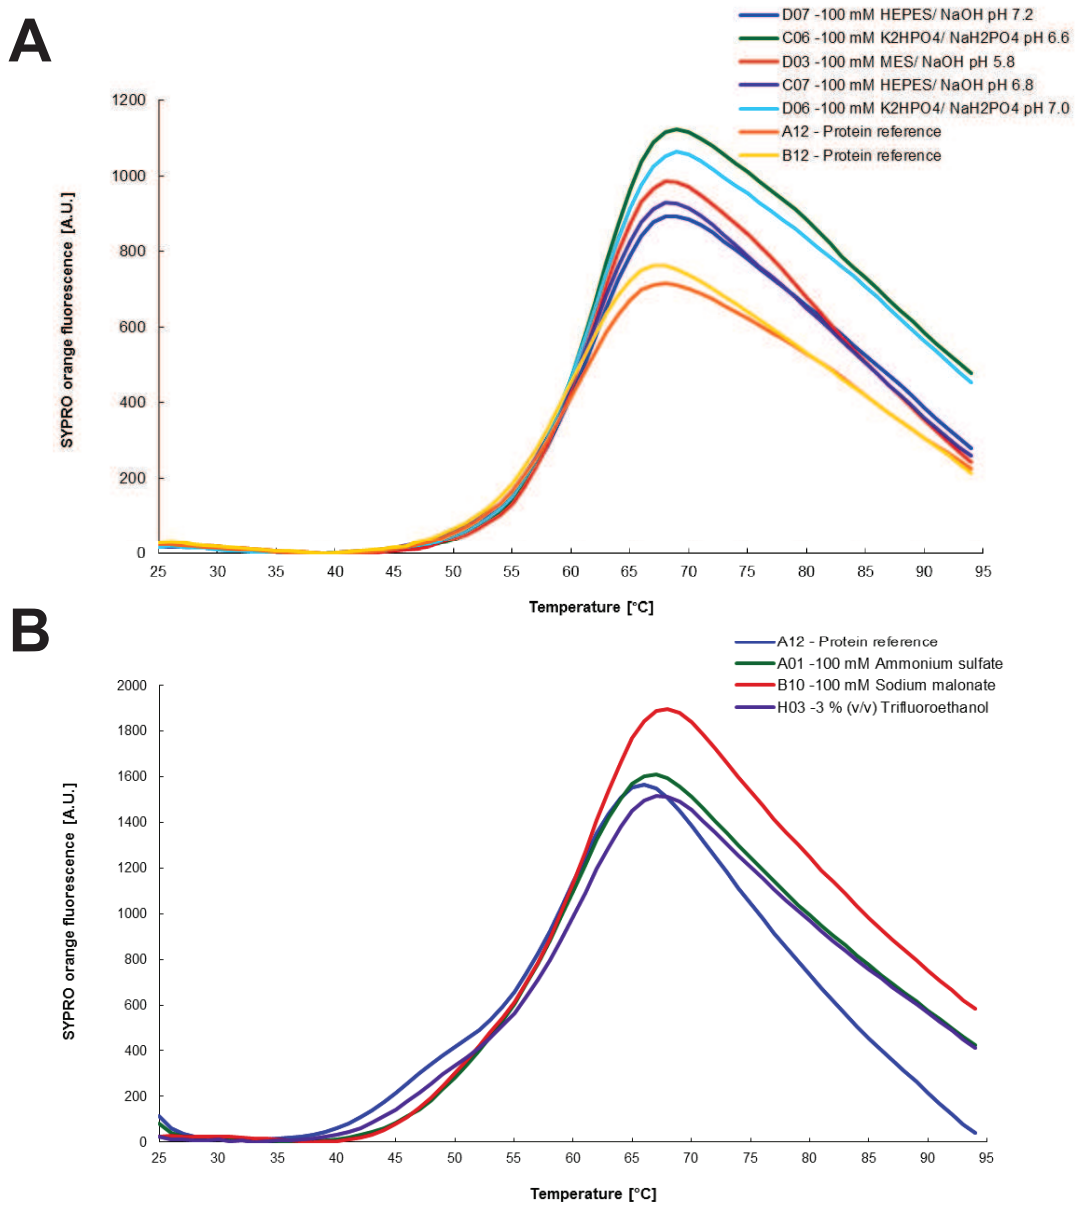 A
D07 -100 mM HEPES/ NaOH pH 7.2
C06 -100 mM K2HPO4/ NaH2PO4 pH 6.6
D03 -100 mM MES/ NaOH pH 5.8
C07 -100 mM HEPES/ NaOH pH 6.8
D06 -100 mM K2HPO4/ NaH2PO4 pH 7.0
A12 - Protein reference
B12 - Protein reference
1200
1000
800
600
400
200
0
SYPRO orange fluorescence [A.U.]
25 30 35 40 45 50 55 60 65 70 75 80 85 90 95
Temperature [°C]
B
A12 - Protein reference
A01 -100 mM Ammonium sulfate
B10 -100 mM Sodium malonate
H03 -3 % (v/v) Trifluoroethanol
2000
1800
1600
1400
1200
1000
800
600
400
200
0
SYPRO orange fluorescence [A.U.]
25 30 35 40 45 50 55 60 65 70 75 80 85 90 95
Temperature [°C]